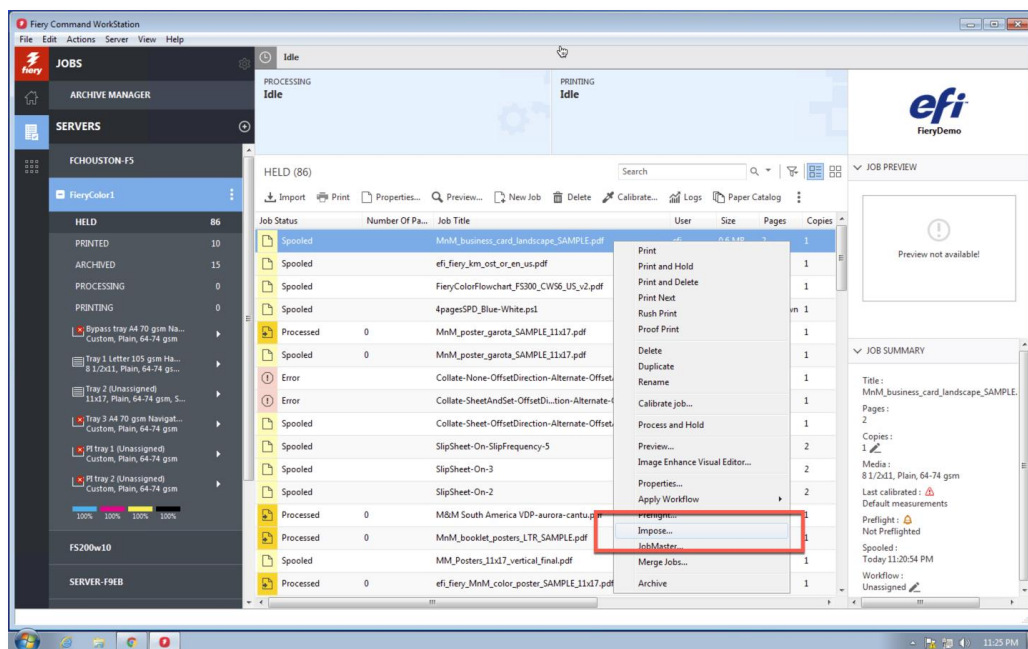 Fiery Command WorkStation
File Edit Actions Server View Help
fiery
JOBS
Idle
ARCHIVE MANAGER
PROCESSING
Idle
PRINTING
Idle
efi
FieryDemo
SERVERS
FCHOUSTON-F5
FieryColor1
HELD 86
PRINTED 10
ARCHIVED 15
PROCESSING 0
PRINTING 0
Bypass tray A4 70 gsm Na...
Custom, Plain, 64-74 gsm
Tray 1 Letter 105 gsm Ha...
8 1/2x11, Plain, 64-74 gs...
Tray 2 (Unassigned)
11x17, Plain, 64-74 gsm, S...
Tray 3 A4 70 gsm Navigat...
Custom, Plain, 64-74 gsm
PI tray 1 (Unassigned)
Custom, Plain, 64-74 gsm
PI tray 2 (Unassigned)
Custom, Plain, 64-74 gsm
100% 100% 100% 100%
FS200w10
SERVER-F9EB
HELD (86)
Search
Import Print Properties... Preview... New Job Delete Calibrate... Logs Paper Catalog
Job Status Number Of Pa... Job Title User Size Pages Copies
Spooled MnM_business_card_landscape_SAMPLE.pdf efi 0.6 MB 2 1
Spooled efi_fiery_km_ost_or_en_us.pdf 1
Spooled FieryColorFlowchart_FS300_CWS6_US_v2.pdf 1
Spooled 4pagesSPD_Blue-White.ps1 vn 1
Processed 0 MnM_poster_garota_SAMPLE_11x17.pdf 1
Processed 0 MnM_poster_garota_SAMPLE_11x17.pdf 1
Error Collate-None-OffsetDirection-Alternate-Offset 1
Error Collate-SheetAndSet-OffsetDi...tion-Alternate- 1
Spooled Collate-Sheet-OffsetDirection-Alternate-Offset 1
Spooled SlipSheet-On-SlipFrequency-5 2
Spooled SlipSheet-On-3 2
Spooled SlipSheet-On-2 2
Processed 0 M&M South America VDP-aurora-cantu.p 1
Processed 0 MnM_booklet_posters_LTR_SAMPLE.pdf 1
Spooled MM_Posters_11x17_vertical_final.pdf 1
Processed 0 efi_fiery_MnM_color_poster_SAMPLE_11x17.pdf 1
Print
Print and Hold
Print and Delete
Print Next
Rush Print
Proof Print
Delete
Duplicate
Rename
Calibrate job...
Process and Hold
Preview...
Image Enhance Visual Editor...
Properties...
Apply Workflow
Preflight...
Impose...
JobMaster...
Merge Jobs...
Archive
JOB PREVIEW
Preview not available!
JOB SUMMARY
Title :
MnM_business_card_landscape_SAMPLE.
Pages :
2
Copies :
1
Media :
8 1/2x11, Plain, 64-74 gsm
Last calibrated :
Default measurements
Preflight :
Not Preflighted
Spooled :
Today 11:20:54 PM
Workflow :
Unassigned
11:25 PM